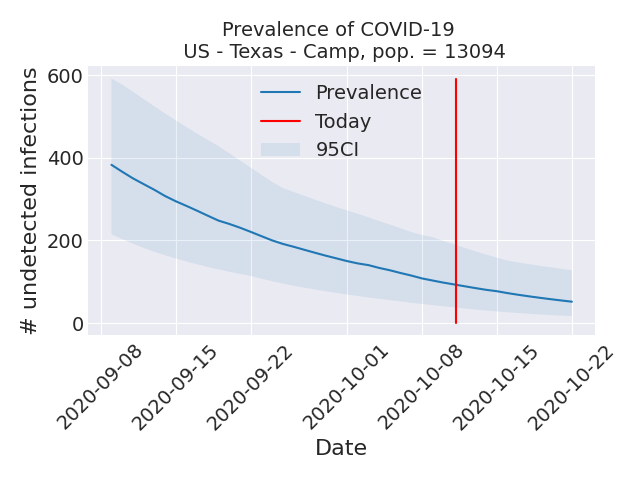 Prevalence of COVID-19
US - Texas - Camp, pop. = 13094
# undetected infections
600
400
200
0
Prevalence
Today
95CI
2020-09-08
2020-09-15
2020-09-22
2020-10-01
2020-10-08
2020-10-15
2020-10-22
Date